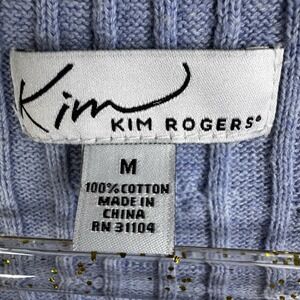 Kim
KIM ROGERS®
M
100% COTTON
MADE IN
CHINA
RN 31104